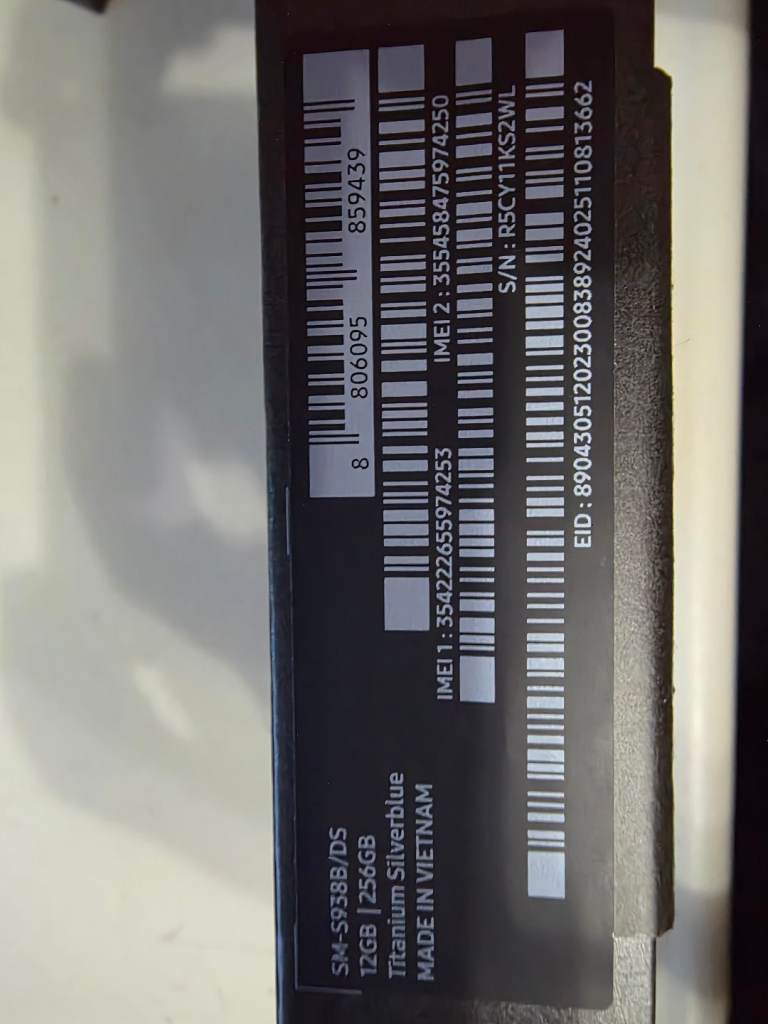 SM-S938B/DS
12GB | 256GB
Titanium Silverblue
MADE IN VIETNAM
8 806095 859439
IMEI 1 : 354222655974253
IMEI 2 : 355458475974250
S/N : R5CY11KS2WL
EID : 89043051202300838924025110813662